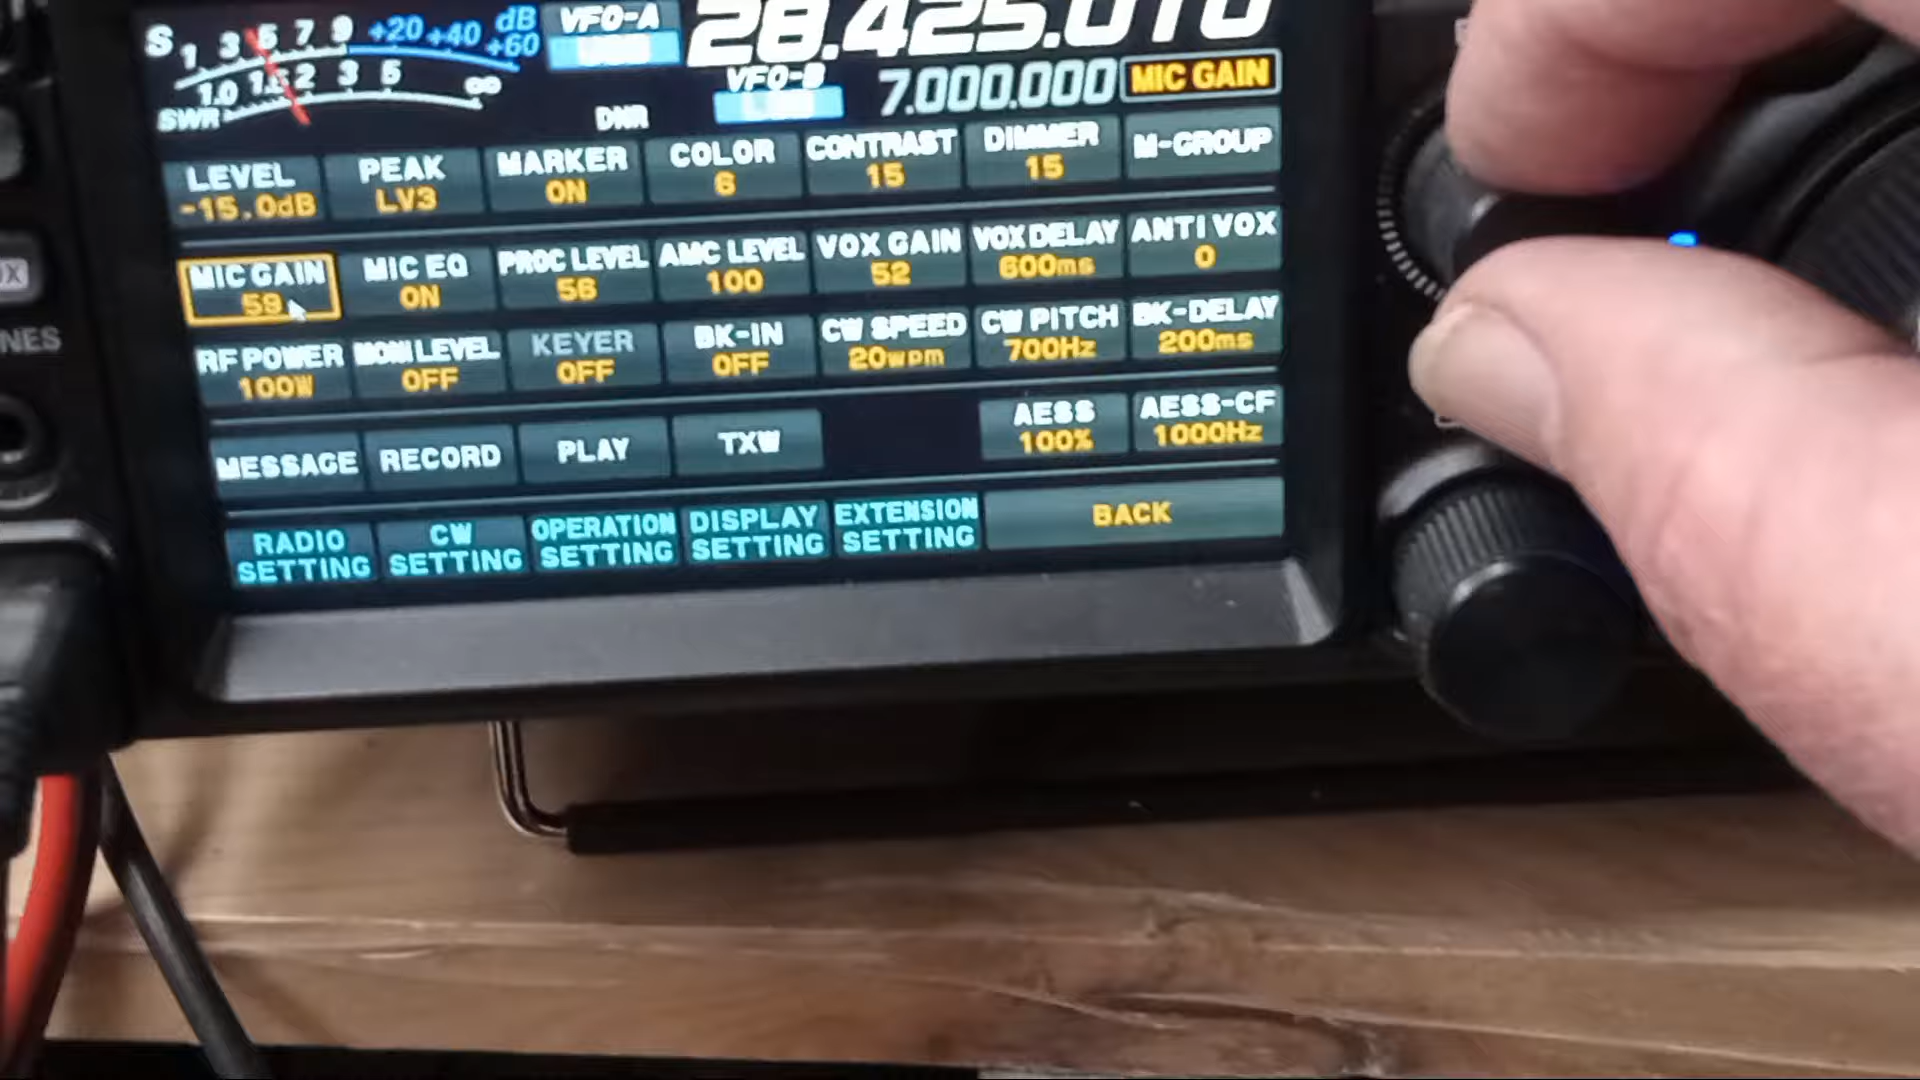 S 1 3 5 7 9 +20 +40 +60 dB
1.0 1.5 2 3 5 ∞
SWR
VFO-A 28.425.010
VFO-B 7.000.000 MIC GAIN
DNR
LEVEL PEAK MARKER COLOR CONTRAST DIMMER M-GROUP
-15.0dB LV3 ON 6 15 15
MIC GAIN MIC EQ PROC LEVEL AMC LEVEL VOX GAIN VOX DELAY ANTI VOX
59 ON 56 100 52 600ms 0
RF POWER MONI LEVEL KEYER BK-IN CW SPEED CW PITCH BK-DELAY
100W OFF OFF OFF 20wpm 700Hz 200ms
MESSAGE RECORD PLAY TXW AESS AESS-CF
100% 1000Hz
RADIO CW OPERATION DISPLAY EXTENSION BACK
SETTING SETTING SETTING SETTING SETTING
NES